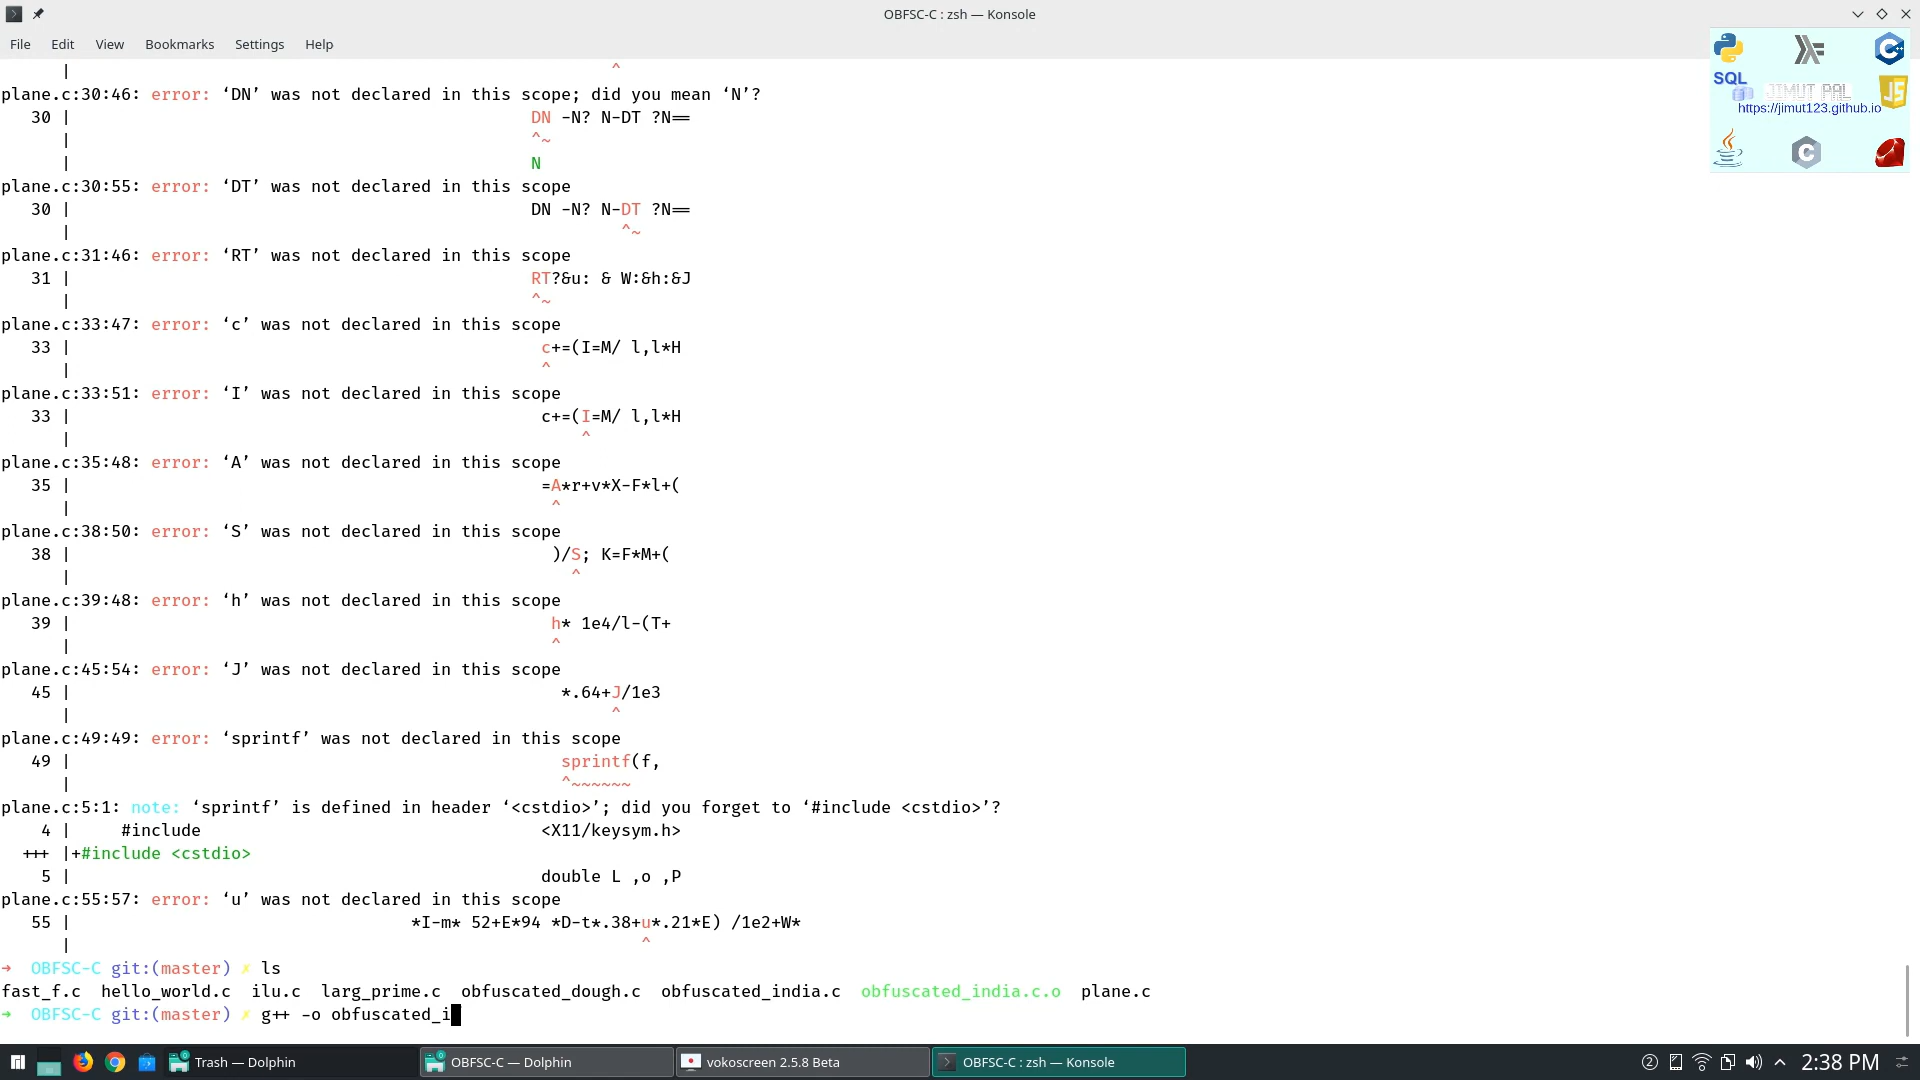 OBFSC-C : zsh — Konsole
File Edit View Bookmarks Settings Help
SQL
JS
JIMUT PAL
https://jimut123.github.io
C
| ^
plane.c:30:46: error: ‘DN’ was not declared in this scope; did you mean ‘N’?
30 | DN -N? N-DT ?N==
| ^~
| N
plane.c:30:55: error: ‘DT’ was not declared in this scope
30 | DN -N? N-DT ?N==
| ^~
plane.c:31:46: error: ‘RT’ was not declared in this scope
31 | RT?&u: & W:&h:&J
| ^~
plane.c:33:47: error: ‘c’ was not declared in this scope
33 | c+=(I=M/ l,l*H
| ^
plane.c:33:51: error: ‘I’ was not declared in this scope
33 | c+=(I=M/ l,l*H
| ^
plane.c:35:48: error: ‘A’ was not declared in this scope
35 | =A*r+v*X-F*l+(
| ^
plane.c:38:50: error: ‘S’ was not declared in this scope
38 | )/S; K=F*M+(
| ^
plane.c:39:48: error: ‘h’ was not declared in this scope
39 | h* 1e4/l-(T+
| ^
plane.c:45:54: error: ‘J’ was not declared in this scope
45 | *.64+J/1e3
| ^
plane.c:49:49: error: ‘sprintf’ was not declared in this scope
49 | sprintf(f,
| ^~~~~~~
plane.c:5:1: note: ‘sprintf’ is defined in header ‘<cstdio>’; did you forget to ‘#include <cstdio>’?
4 | #include <X11/keysym.h>
+++ |+#include <cstdio>
5 | double L ,o ,P
plane.c:55:57: error: ‘u’ was not declared in this scope
55 | *I-m* 52+E*94 *D-t*.38+u*.21*E) /1e2+W*
| ^
➜ OBFSC-C git:(master) ✗ ls
fast_f.c hello_world.c ilu.c larg_prime.c obfuscated_dough.c obfuscated_india.c obfuscated_india.c.o plane.c
➜ OBFSC-C git:(master) ✗ g++ -o obfuscated_i
Trash — Dolphin OBFSC-C — Dolphin vokoscreen 2.5.8 Beta OBFSC-C : zsh — Konsole 2 2:38 PM